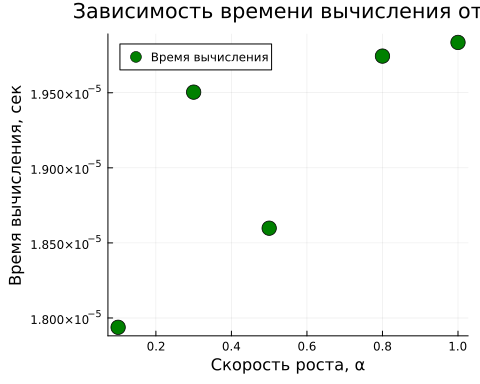 Зависимость времени вычисления от
Время вычисления
Время вычисления, сек
1.950×10⁻⁵
1.900×10⁻⁵
1.850×10⁻⁵
1.800×10⁻⁵
0.2 0.4 0.6 0.8 1.0
Скорость роста, α